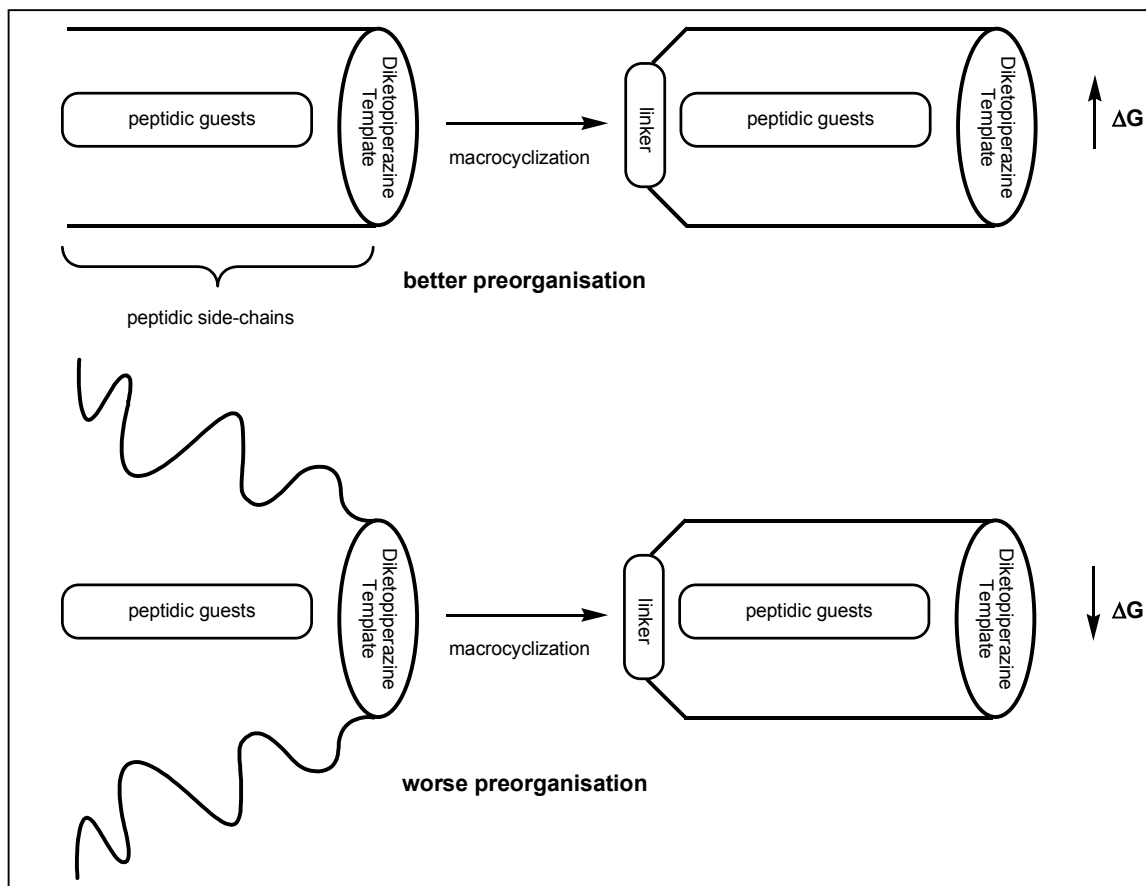 peptidic guests
Diketopiperazine
Template
macrocyclization
linker
peptidic guests
Diketopiperazine
Template
ΔG
better preorganisation
peptidic side-chains
peptidic guests
Diketopiperazine
Template
macrocyclization
linker
peptidic guests
Diketopiperazine
Template
ΔG
worse preorganisation